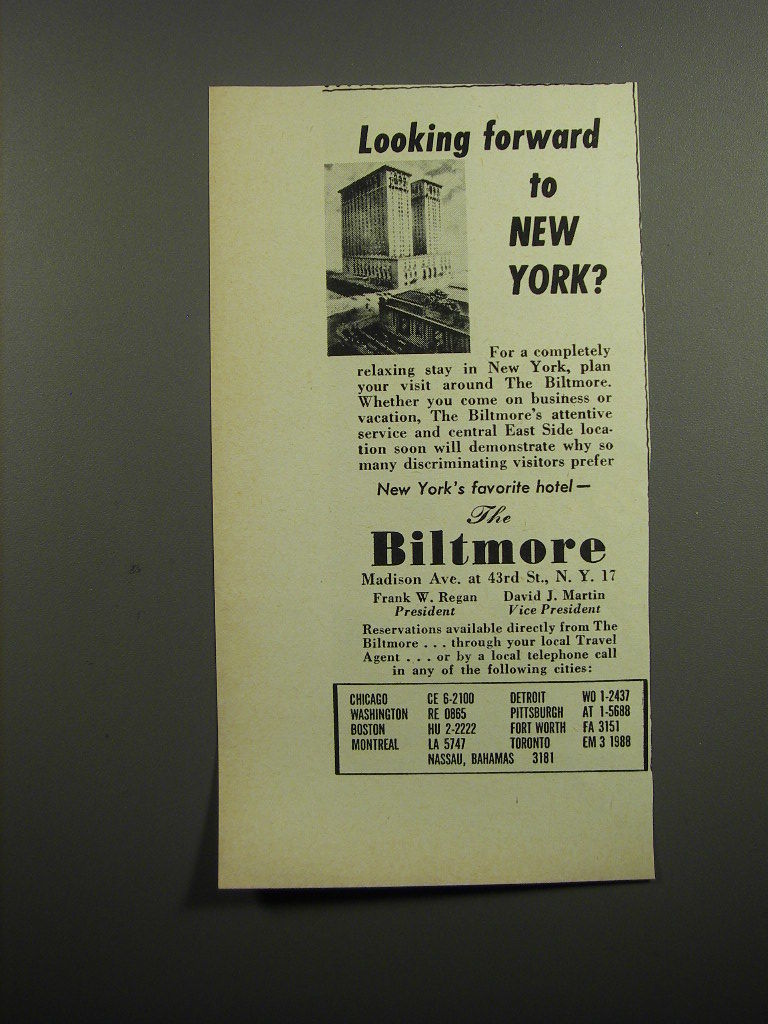 Looking forward
to
NEW
YORK?
For a completely
relaxing stay in New York, plan
your visit around The Biltmore.
Whether you come on business or
vacation, The Biltmore's attentive
service and central East Side loca-
tion soon will demonstrate why so
many discriminating visitors prefer
New York's favorite hotel—
The
Biltmore
Madison Ave. at 43rd St., N. Y. 17
Frank W. Regan David J. Martin
President Vice President
Reservations available directly from The
Biltmore . . . through your local Travel
Agent . . . or by a local telephone call
in any of the following cities:
CHICAGO CE 6-2100 DETROIT WO 1-2437
WASHINGTON RE 0865 PITTSBURGH AT 1-5688
BOSTON HU 2-2222 FORT WORTH FA 3151
MONTREAL LA 5747 TORONTO EM 3 1988
NASSAU, BAHAMAS 3181